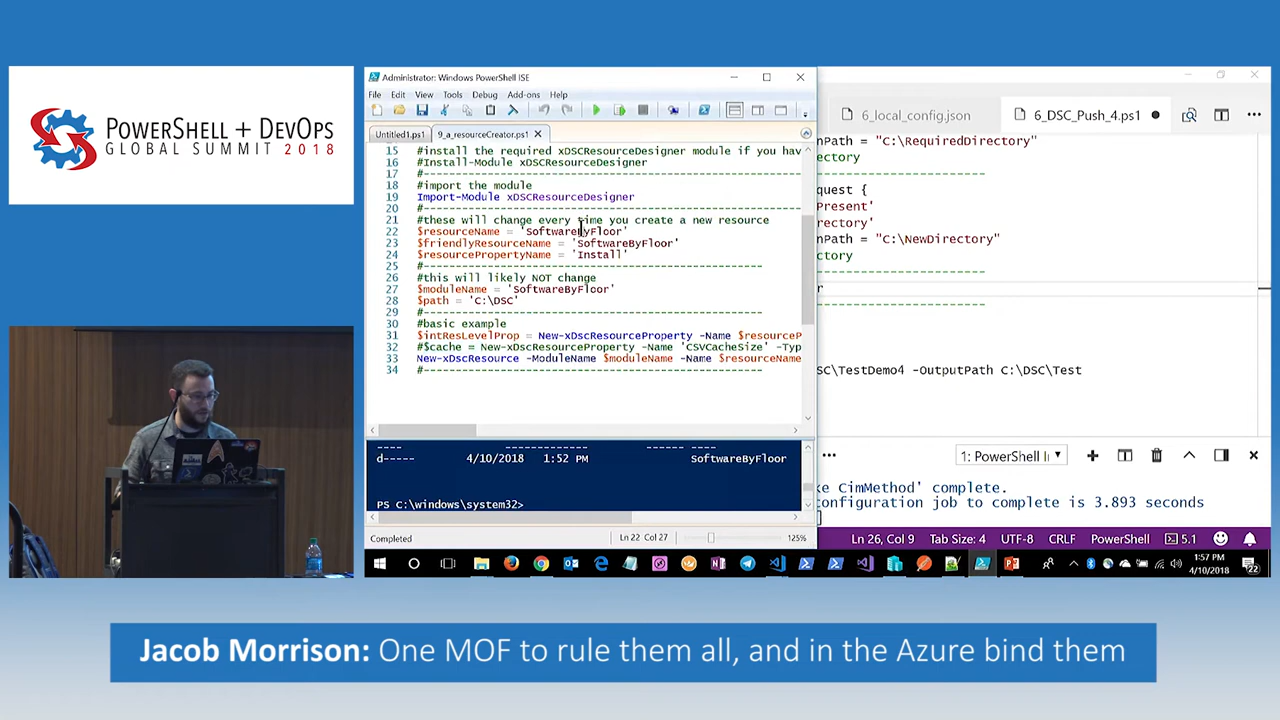 POWERSHELL + DEVOPS
GLOBAL SUMMIT 2018
Administrator: Windows PowerShell ISE
File Edit View Tools Debug Add-ons Help
Untitled1.ps1 9_a_resourceCreator.ps1
15 #install the required xDSCResourceDesigner module if you hav
16 #Install-Module xDSCResourceDesigner
17 #
18 #import the module
19 Import-Module xDSCResourceDesigner
20 #
21 #these will change every time you create a new resource
22 $resourceName = 'SoftwareByFloor'
23 $friendlyResourceName = 'SoftwareByFloor'
24 $resourcePropertyName = 'Install'
25 #
26 #this will likely NOT change
27 $moduleName = 'SoftwareByFloor'
28 $path = 'C:\DSC'
29 #
30 #basic example
31 $intResLevelProp = New-xDscResourceProperty -Name $resourceP
32 #$cache = New-xDscResourceProperty -Name 'CSVCacheSize' -Typ
33 New-xDscResource -ModuleName $moduleName -Name $resourceName
34 #
d----- 4/10/2018 1:52 PM SoftwareByFloor
PS C:\windows\system32>
Completed Ln 22 Col 27 125%
6_local_config.json 6_DSC_Push_4.ps1
nPath = "C:\RequiredDirectory"
ctory
quest {
Present'
ectory'
nPath = "C:\NewDirectory"
ctory
r
SC\TestDemo4 -OutputPath C:\DSC\Test
1: PowerShell I
ke CimMethod' complete.
onfiguration job to complete is 3.893 seconds
Ln 26, Col 9 Tab Size: 4 UTF-8 CRLF PowerShell 5.1
1:57 PM
4/10/2018
22
Jacob Morrison: One MOF to rule them all, and in the Azure bind them